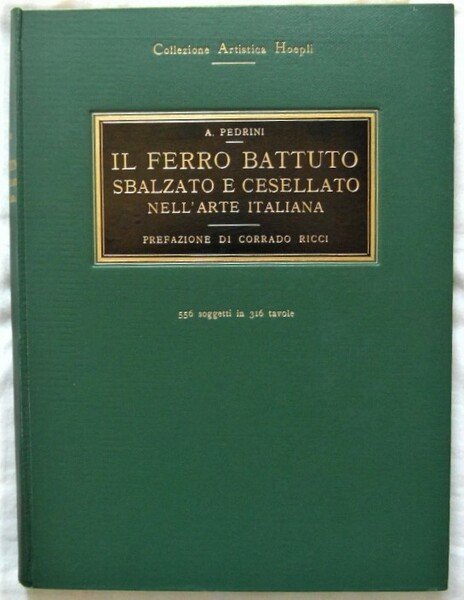 Collezione Artistica Hoepli
A. PEDRINI
IL FERRO BATTUTO
SBALZATO E CESELLATO
NELL'ARTE ITALIANA
PREFAZIONE DI CORRADO RICCI
556 soggetti in 316 tavole